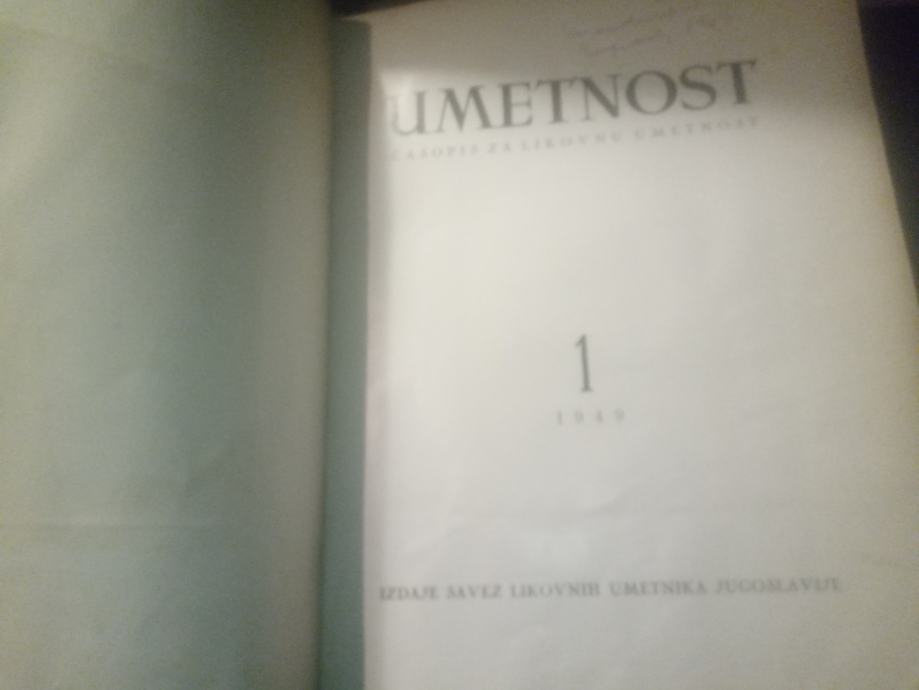 UMETNOST
ČASOPIS ZA LIKOVNU UMETNOST
1
1949
IZDAJE SAVEZ LIKOVNIH UMETNIKA JUGOSLAVIJE